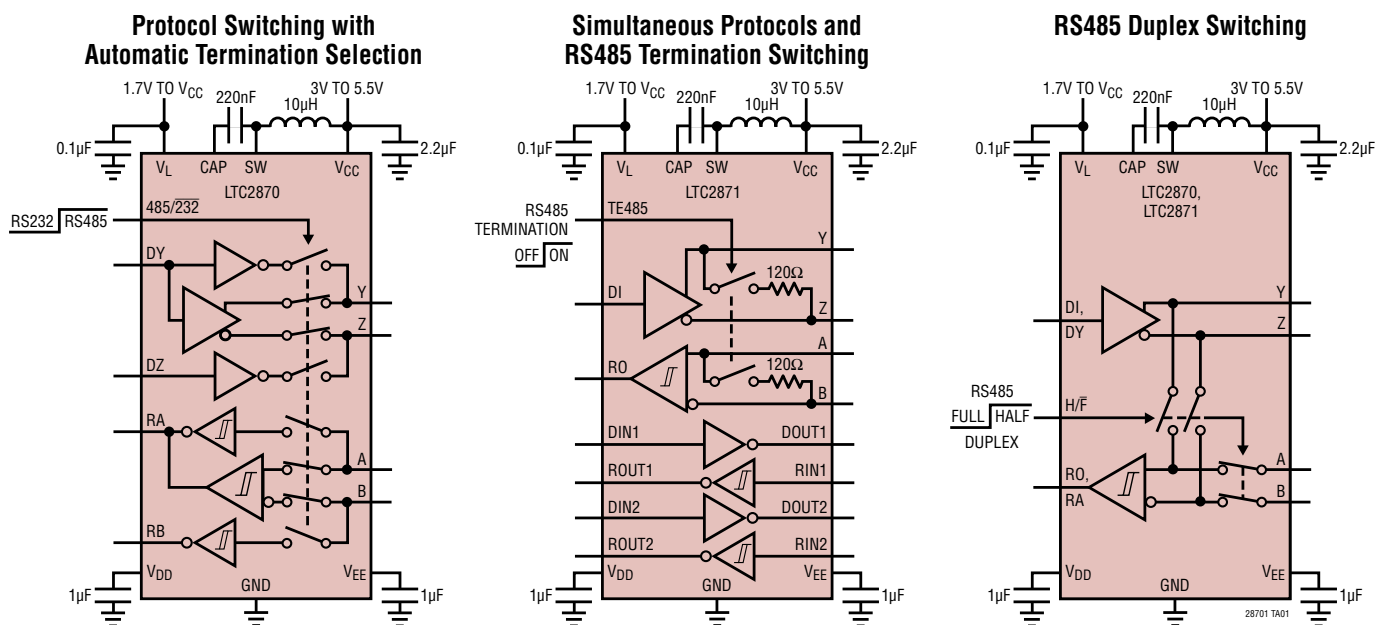 Protocol Switching with
Automatic Termination Selection
1.7V TO VCC
3V TO 5.5V
220nF
10µH
0.1µF
2.2µF
VL
CAP
SW
VCC
LTC2870
485/2̅3̅2̅
RS232
RS485
DY
Y
Z
DZ
RA
A
B
RB
VDD
VEE
GND
1µF
1µF
Simultaneous Protocols and
RS485 Termination Switching
1.7V TO VCC
3V TO 5.5V
220nF
10µH
0.1µF
2.2µF
VL
CAP
SW
VCC
LTC2871
RS485
TERMINATION
OFF
ON
TE485
Y
120Ω
DI
Z
A
RO
120Ω
B
DIN1
DOUT1
ROUT1
RIN1
DIN2
DOUT2
ROUT2
RIN2
VDD
VEE
GND
1µF
1µF
RS485 Duplex Switching
1.7V TO VCC
3V TO 5.5V
220nF
10µH
0.1µF
2.2µF
VL
CAP
SW
VCC
LTC2870,
LTC2871
Y
DI,
DY
Z
RS485
FULL
HALF
DUPLEX
H/F̅
A
RO,
RA
B
VDD
VEE
GND
1µF
1µF
28701 TA01